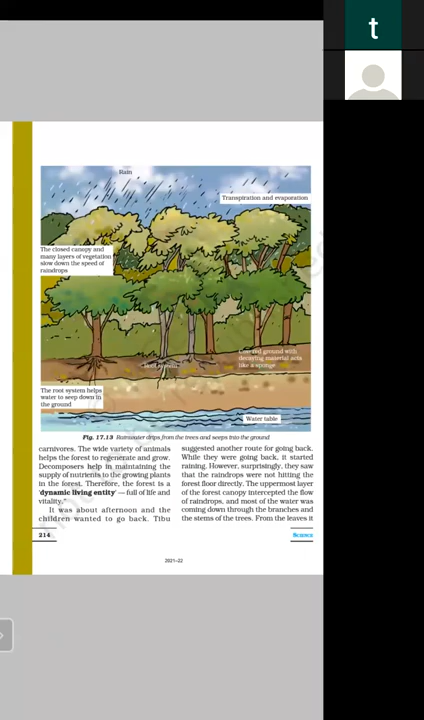 t
Rain
Transpiration and evaporation
The closed canopy and
many layers of vegetation
slow down the speed of
raindrops
Root system
Covered ground with
decaying material acts
like a sponge
The root system helps
water to seep down in
the ground
Water table
Fig. 17.13 Rainwater drips from the trees and seeps into the ground
carnivores. The wide variety of animals
helps the forest to regenerate and grow.
Decomposers help in maintaining the
supply of nutrients to the growing plants
in the forest. Therefore, the forest is a
'dynamic living entity' — full of life and
vitality."
It was about afternoon and the
children wanted to go back. Tibu
suggested another route for going back.
While they were going back, it started
raining. However, surprisingly, they saw
that the raindrops were not hitting the
forest floor directly. The uppermost layer
of the forest canopy intercepted the flow
of raindrops, and most of the water was
coming down through the branches and
the stems of the trees. From the leaves it
214
SCIENCE
2021–22